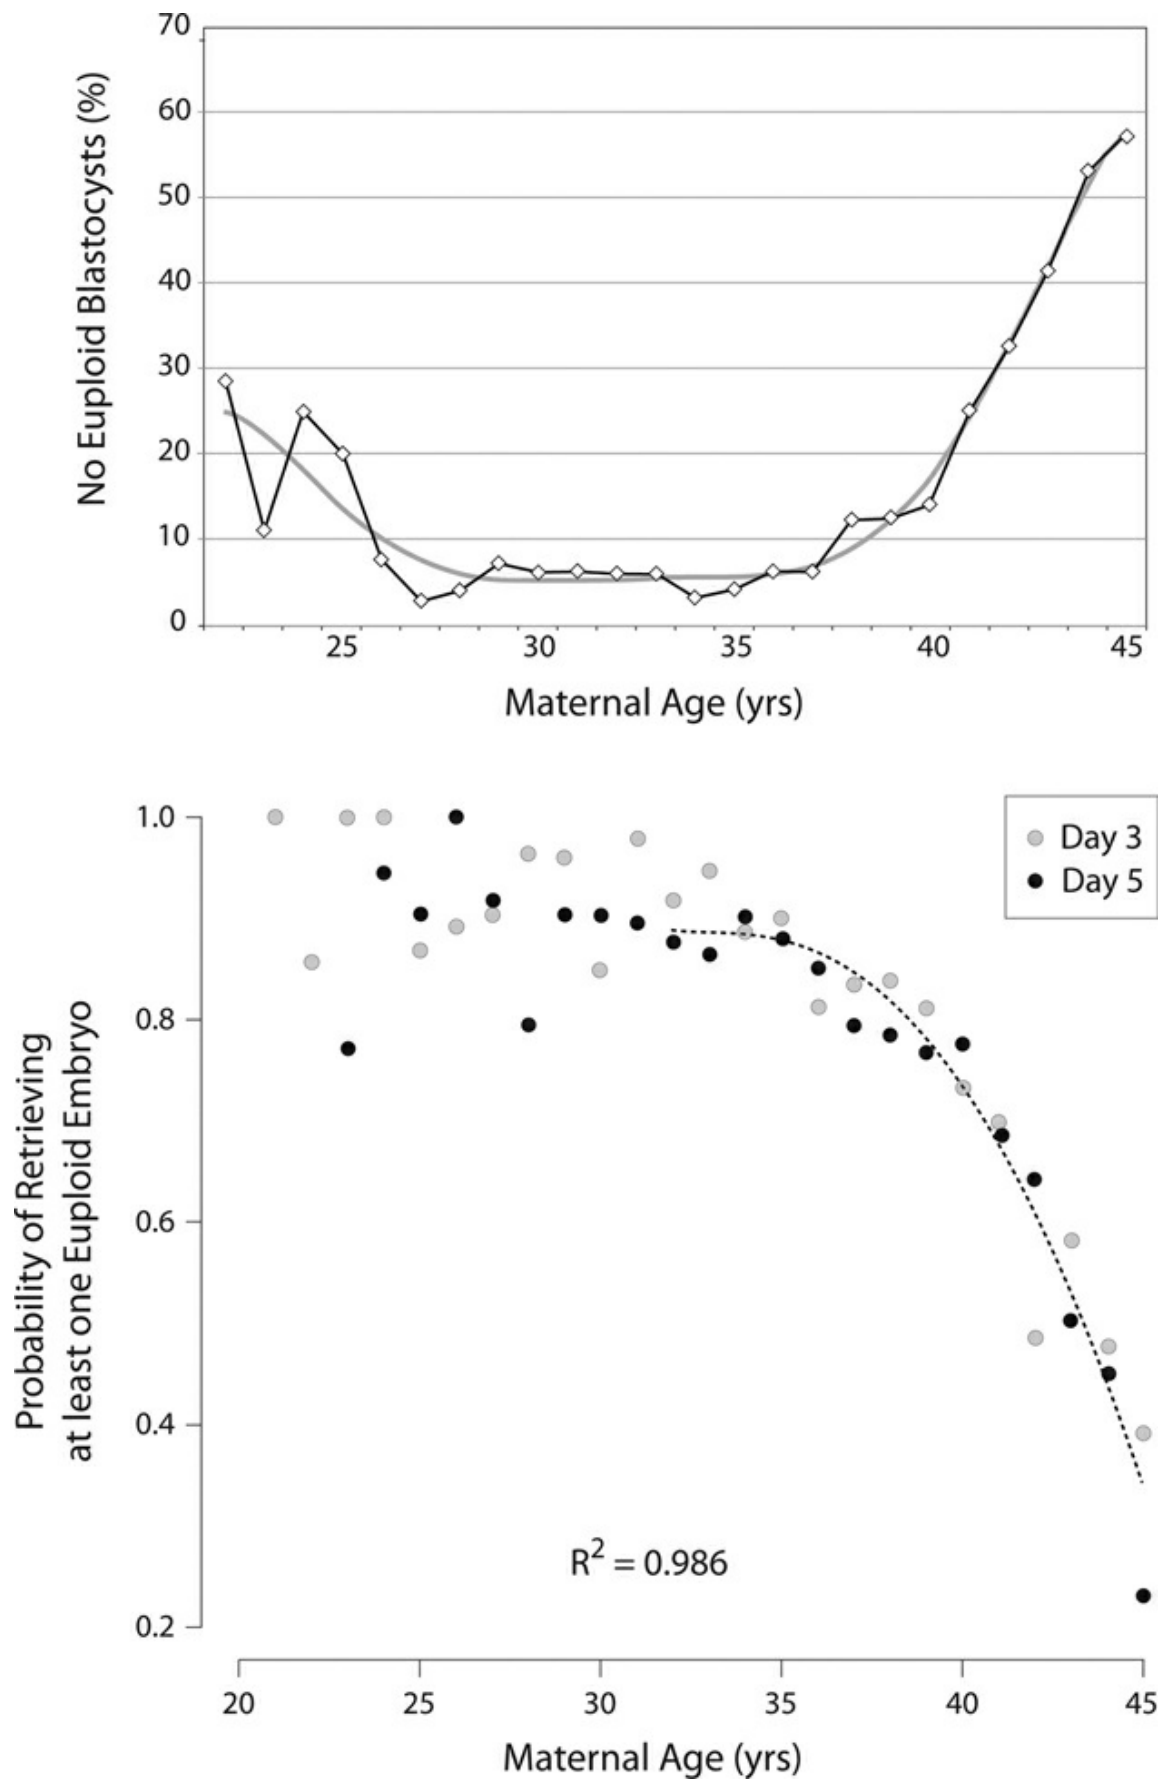 70
60
50
40
30
20
10
0
No Euploid Blastocysts (%)
25 30 35 40 45
Maternal Age (yrs)
1.0
0.8
0.6
0.4
0.2
Probability of Retrieving
at least one Euploid Embryo
Day 3
Day 5
R² = 0.986
20 25 30 35 40 45
Maternal Age (yrs)